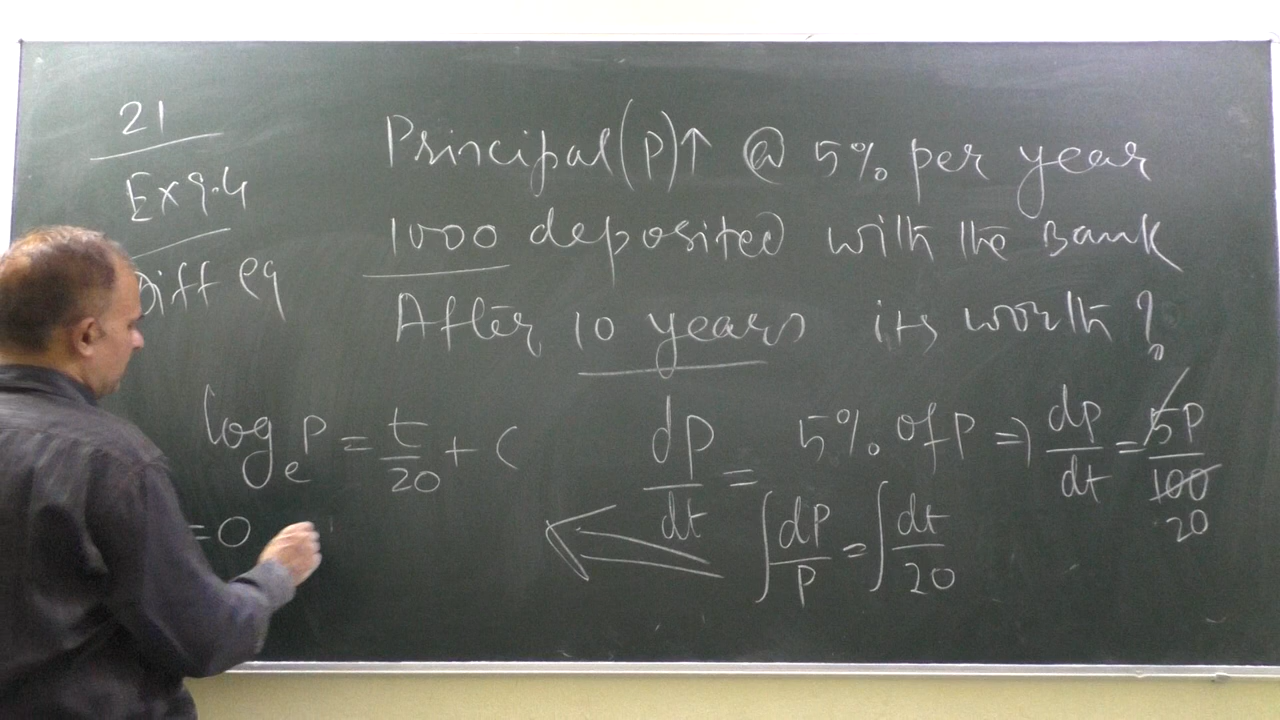 21
Ex 9.4
Diff eq
Principal (P)↑ @ 5% per year
1000 deposited with the Bank
After 10 years its worth ?
dP/dt = 5% of P ⇒ dp/dt = 5P/100 20
∫ dP/P = ∫ dt/20
log_e P = t/20 + C
=0